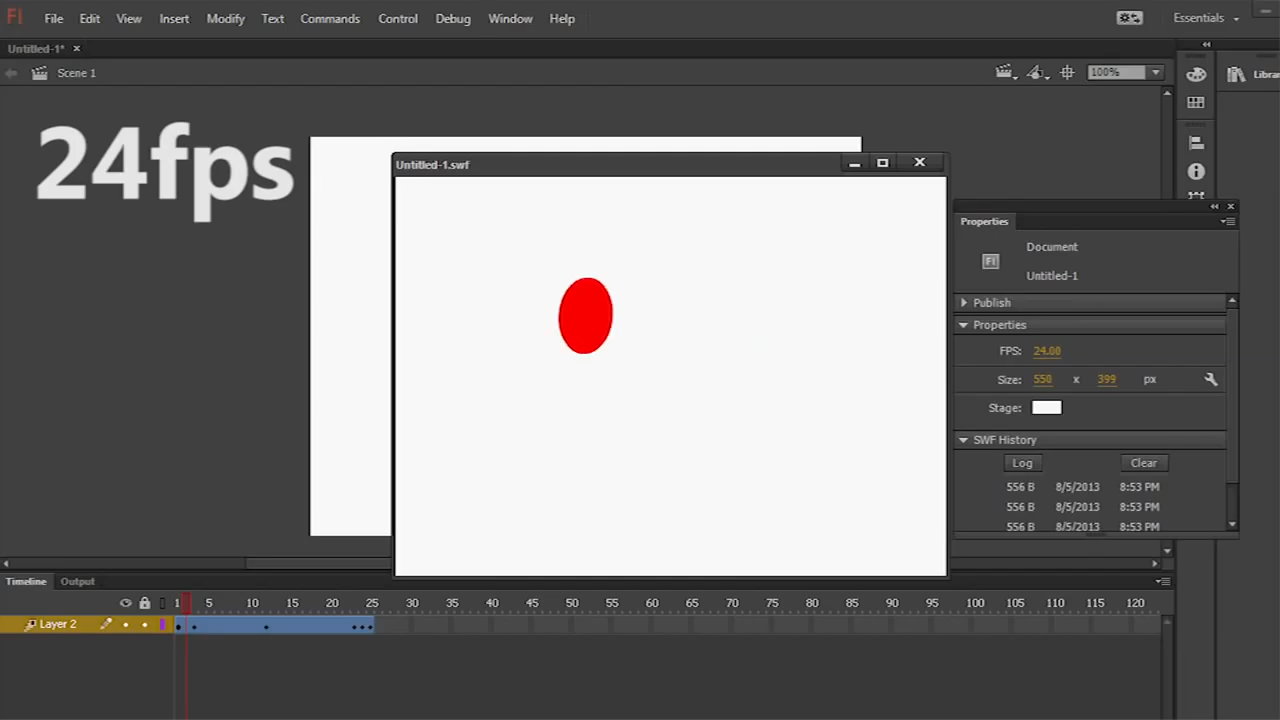 Fl File Edit View Insert Modify Text Commands Control Debug Window Help Essentials
Untitled-1*
Scene 1 100%
24fps
Untitled-1.swf
Properties
Document
Fl
Untitled-1
Publish
Properties
FPS: 24.00
Size: 550 x 399 px
Stage:
SWF History
Log Clear
556 B 8/5/2013 8:53 PM
556 B 8/5/2013 8:53 PM
556 B 8/5/2013 8:53 PM
Librar
Timeline Output
1 5 10 15 20 25 30 35 40 45 50 55 60 65 70 75 80 85 90 95 100 105 110 115 120
Layer 2